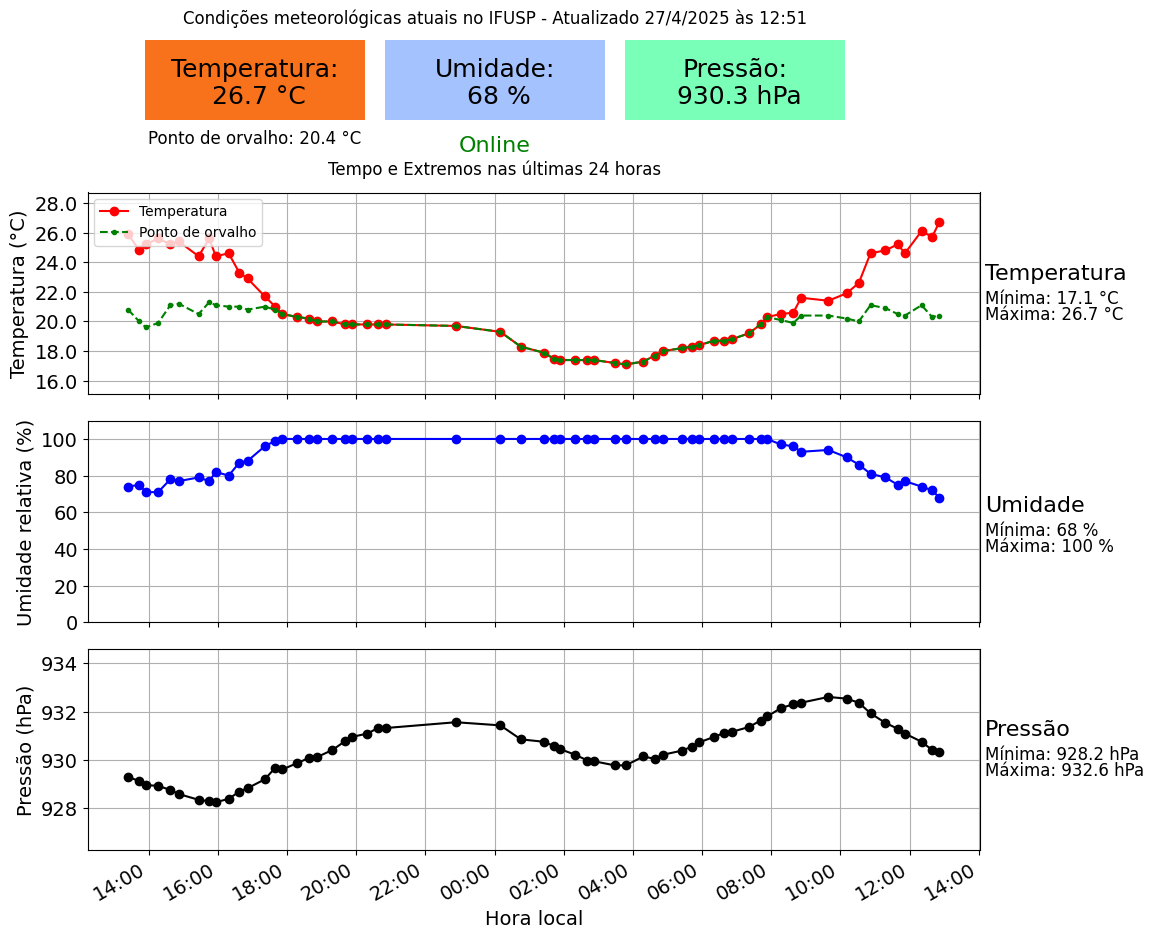 Condições meteorológicas atuais no IFUSP - Atualizado 27/4/2025 às 12:51
Temperatura:
26.7 °C
Umidade:
68 %
Pressão:
930.3 hPa
Ponto de orvalho: 20.4 °C
Online
Tempo e Extremos nas últimas 24 horas
Temperatura (°C)
28.0
26.0
24.0
22.0
20.0
18.0
16.0
Temperatura
Ponto de orvalho
Temperatura
Mínima: 17.1 °C
Máxima: 26.7 °C
Umidade relativa (%)
100
80
60
40
20
0
Umidade
Mínima: 68 %
Máxima: 100 %
Pressão (hPa)
934
932
930
928
Pressão
Mínima: 928.2 hPa
Máxima: 932.6 hPa
14:00 16:00 18:00 20:00 22:00 00:00 02:00 04:00 06:00 08:00 10:00 12:00 14:00
Hora local